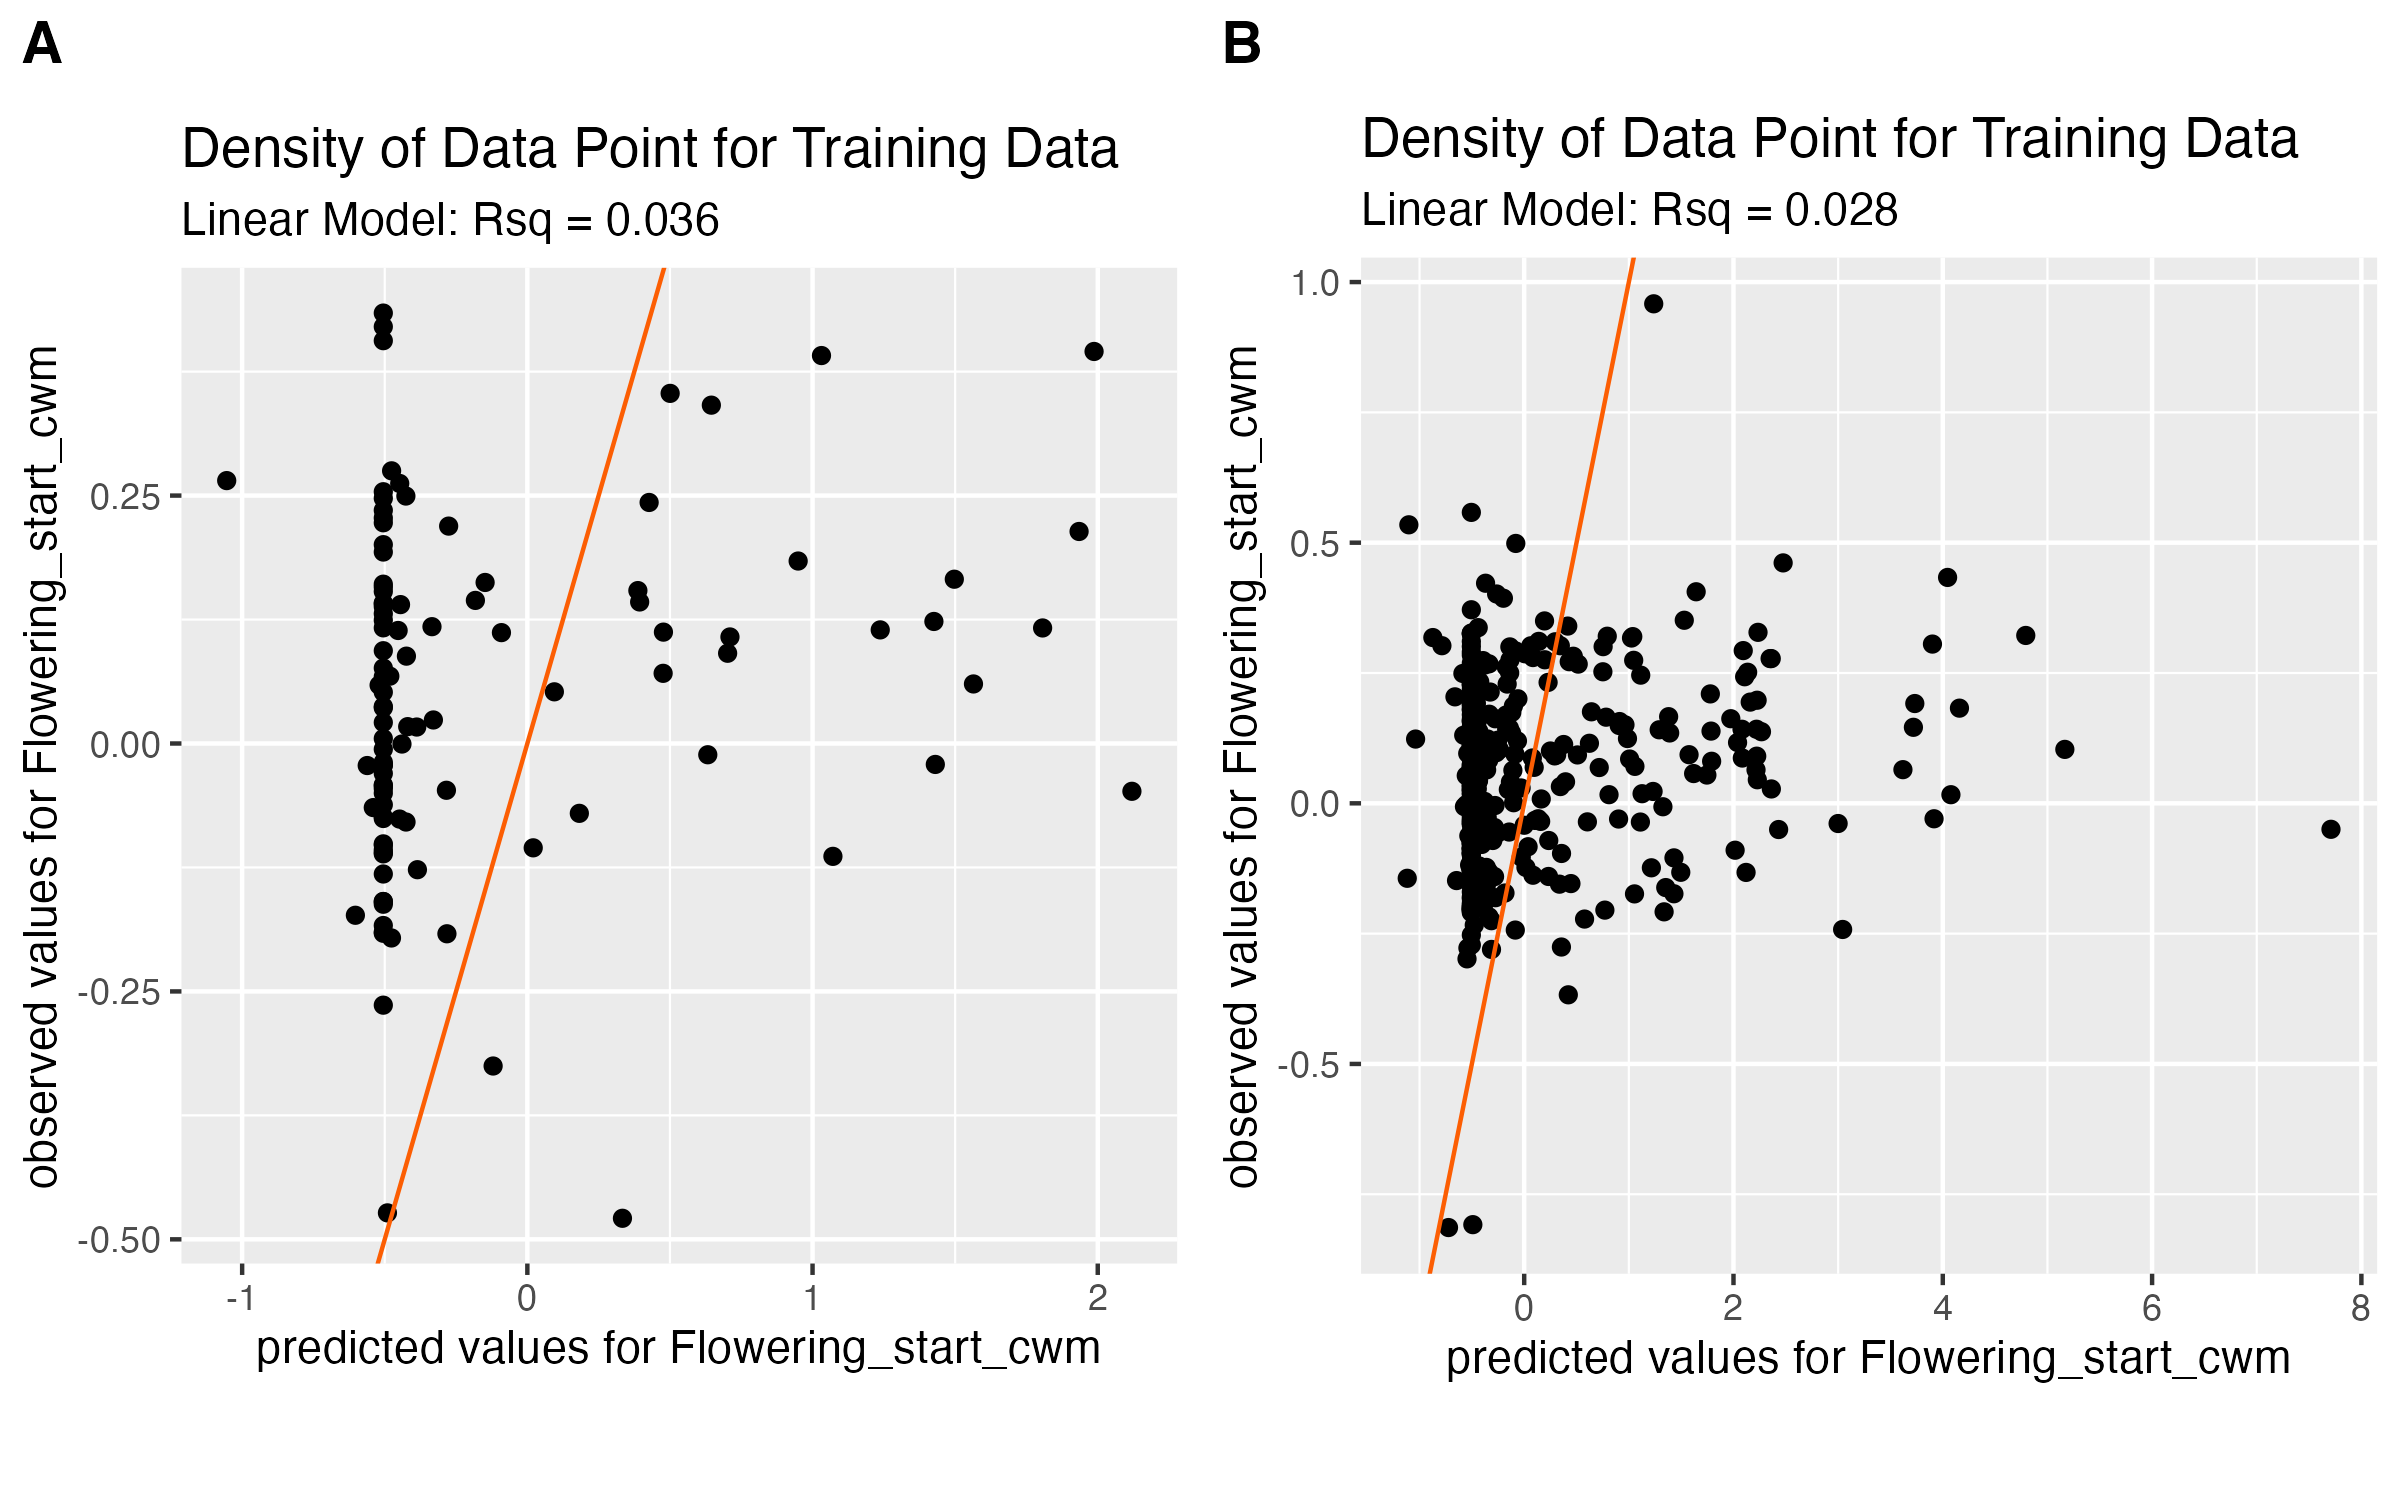 A
Density of Data Point for Training Data
Linear Model: Rsq = 0.036
observed values for Flowering_start_cwm
0.25
0.00
-0.25
-0.50
-1
0
1
2
predicted values for Flowering_start_cwm
B
Density of Data Point for Training Data
Linear Model: Rsq = 0.028
observed values for Flowering_start_cwm
1.0
0.5
0.0
-0.5
0
2
4
6
8
predicted values for Flowering_start_cwm